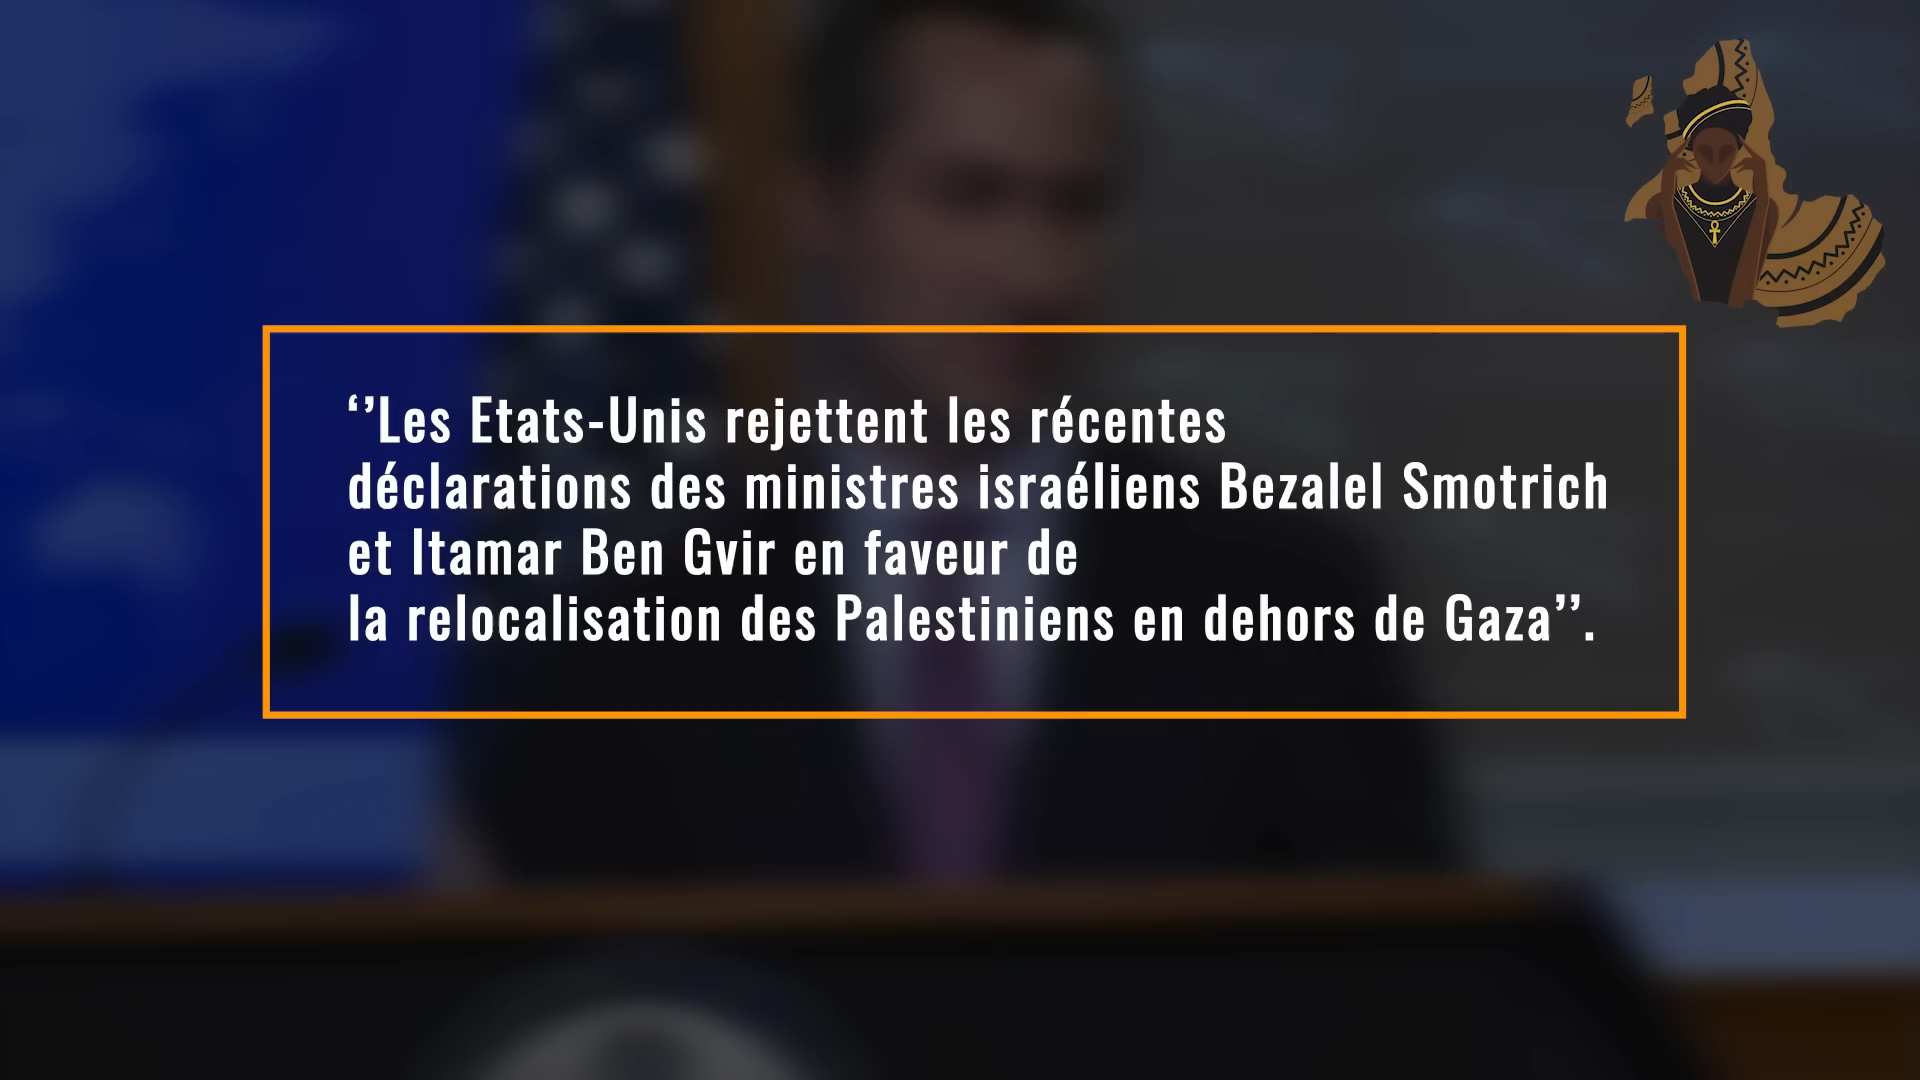 ‘’Les Etats-Unis rejettent les récentes
déclarations des ministres israéliens Bezalel Smotrich
et Itamar Ben Gvir en faveur de
la relocalisation des Palestiniens en dehors de Gaza’’.